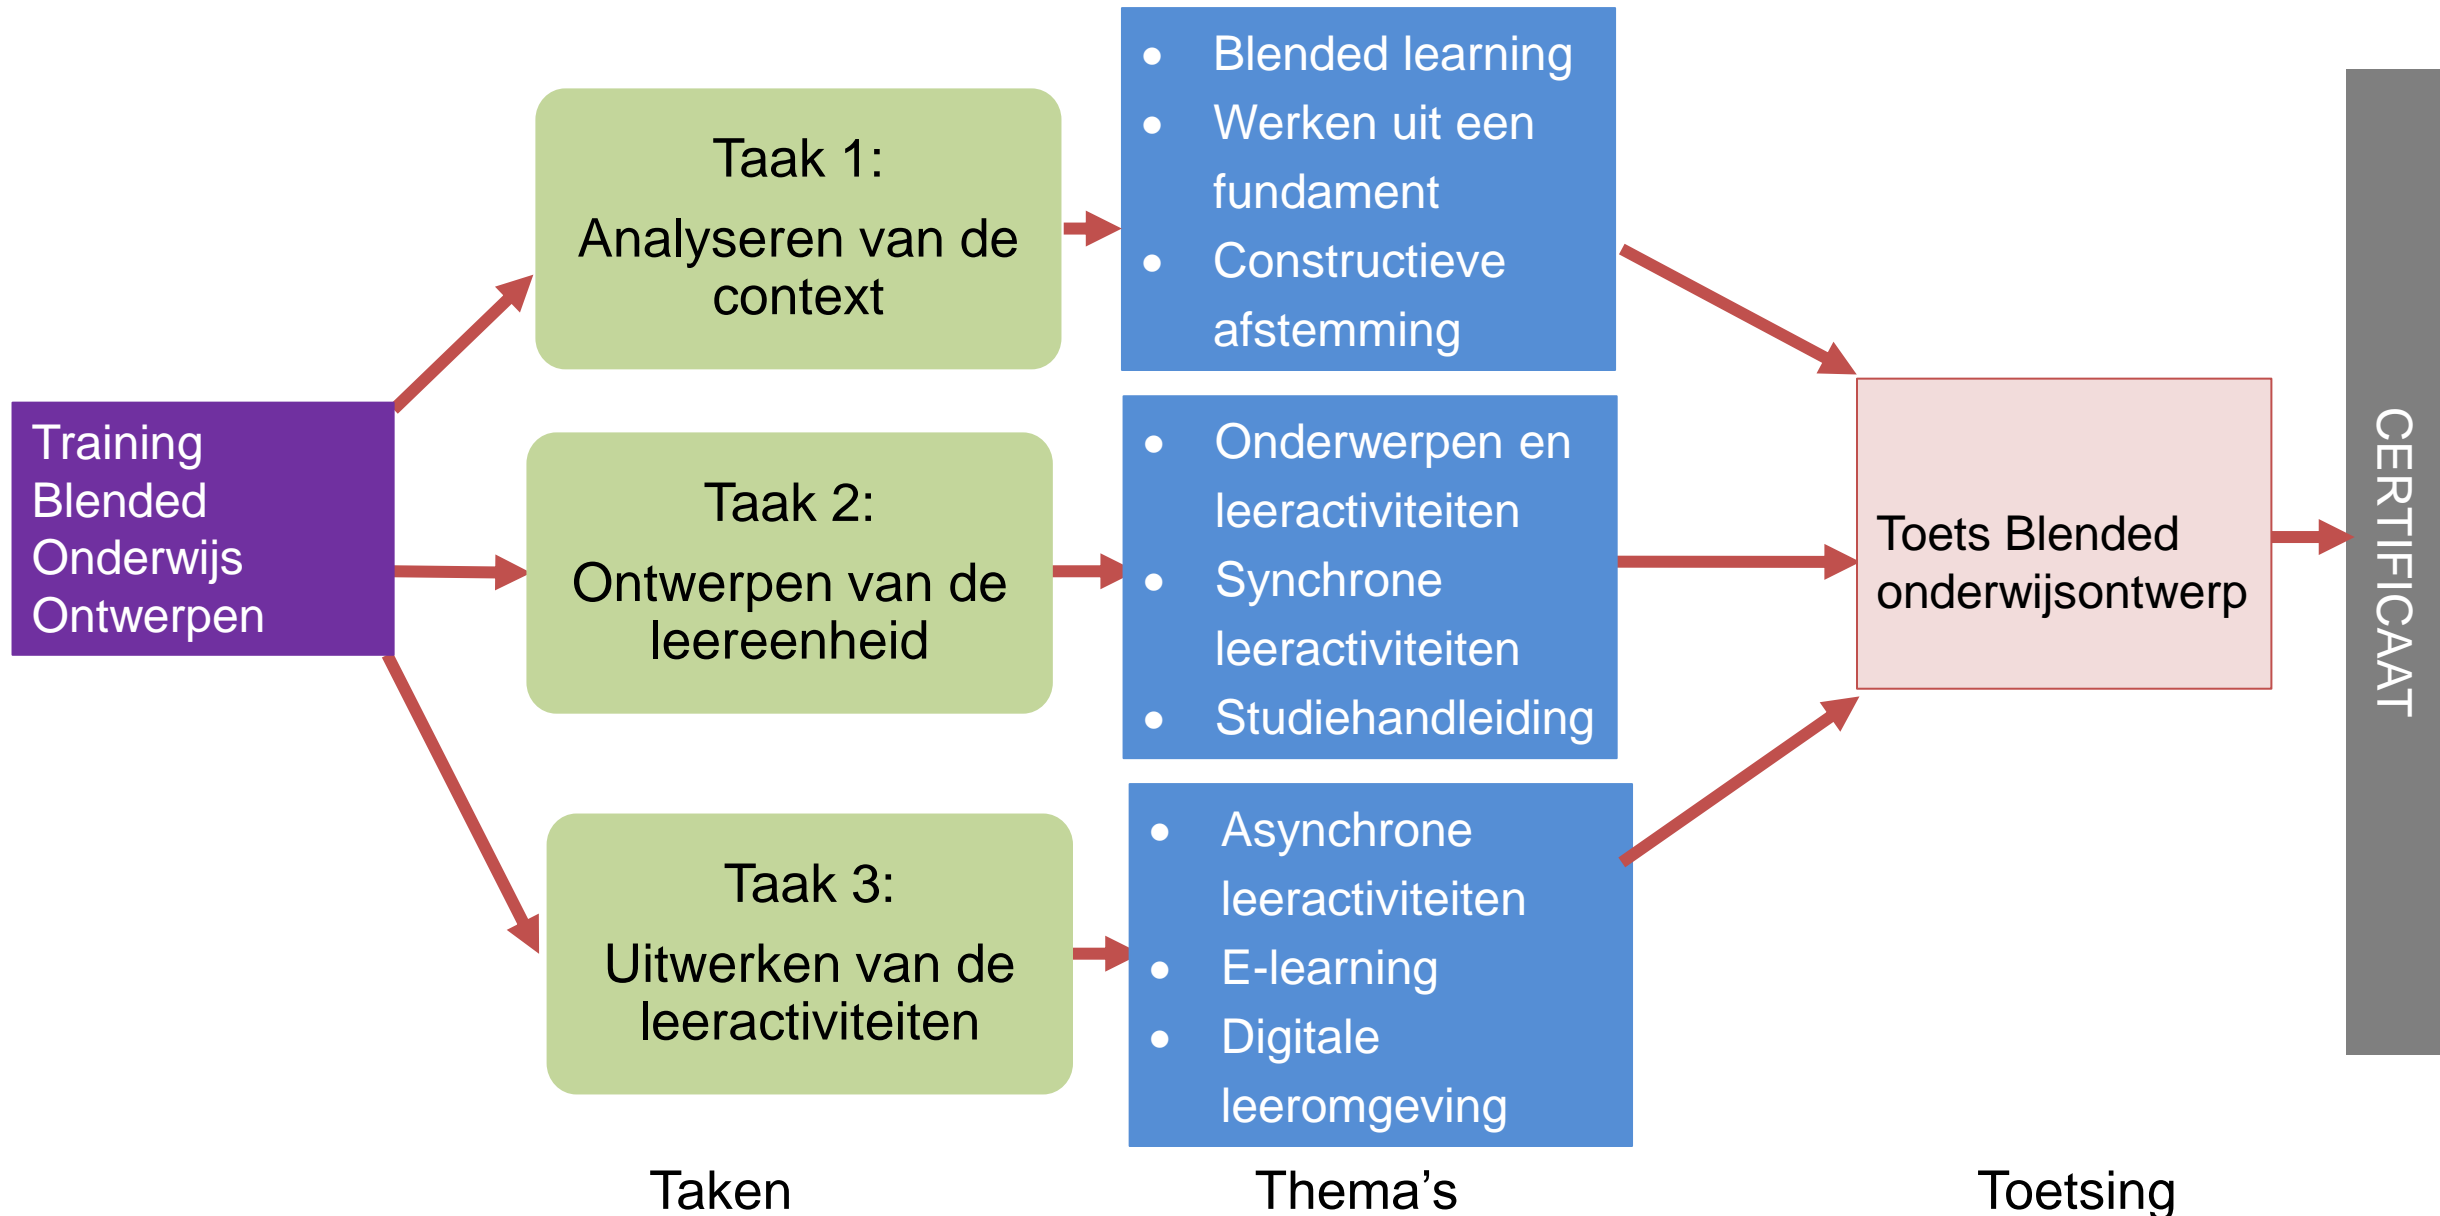 Training
Blended
Onderwijs
Ontwerpen
Taak 1:
Analyseren van de
context
Taak 2:
Ontwerpen van de
leereenheid
Taak 3:
Uitwerken van de
leeractiviteiten
• Blended learning
• Werken uit een
fundament
• Constructieve
afstemming
• Onderwerpen en
leeractiviteiten
• Synchrone
leeractiviteiten
• Studiehandleiding
• Asynchrone
leeractiviteiten
• E-learning
• Digitale
leeromgeving
Toets Blended
onderwijsontwerp
CERTIFICAAT
Taken
Thema’s
Toetsing